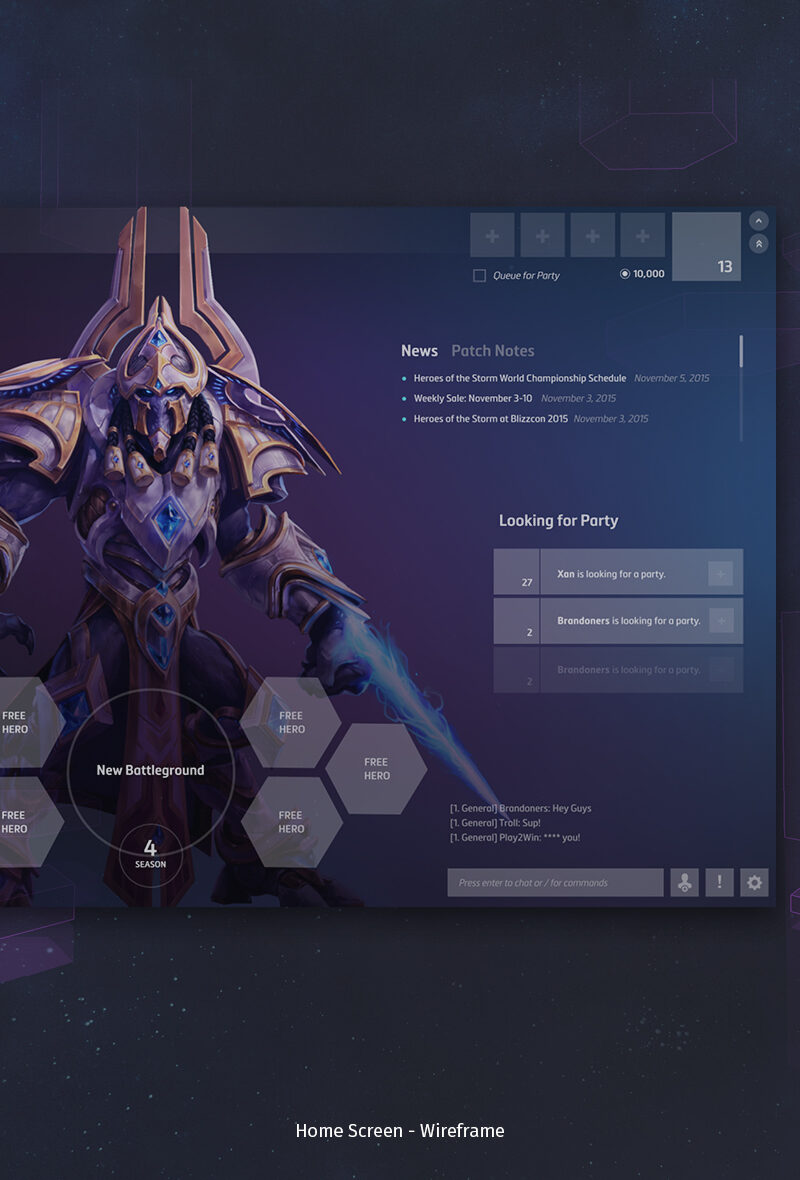 13
Queue for Party
10,000
News Patch Notes
Heroes of the Storm World Championship Schedule November 5, 2015
Weekly Sale: November 3-10 November 3, 2015
Heroes of the Storm at Blizzcon 2015 November 3, 2015
Looking for Party
27 Xan is looking for a party.
2 Brandoners is looking for a party.
2 Brandoners is looking for a party.
FREE
HERO
FREE
HERO
New Battleground
4
SEASON
FREE
HERO
FREE
HERO
FREE
HERO
[1. General] Brandoners: Hey Guys
[1. General] Troll: Sup!
[1. General] Play2Win: **** you!
Press enter to chat or / for commands
!
Home Screen - Wireframe